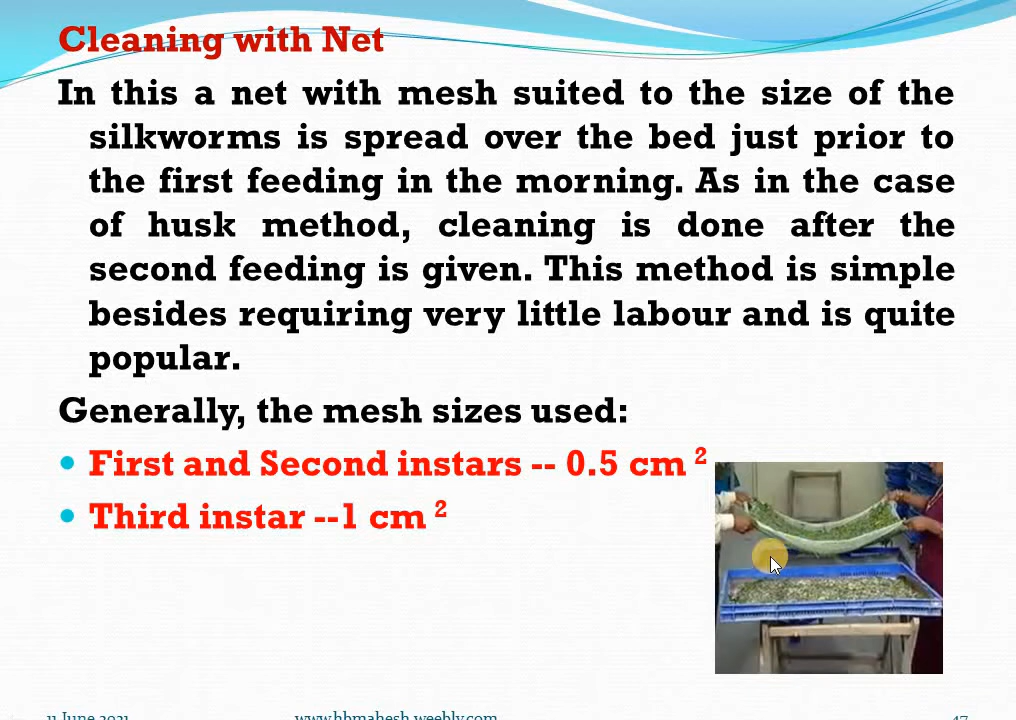 Cleaning with Net
In this a net with mesh suited to the size of the
silkworms is spread over the bed just prior to
the first feeding in the morning. As in the case
of husk method, cleaning is done after the
second feeding is given. This method is simple
besides requiring very little labour and is quite
popular.
Generally, the mesh sizes used:
• First and Second instars -- 0.5 cm ²
• Third instar --1 cm ²
11 June 2021 www.hbmahesh.weebly.com 47